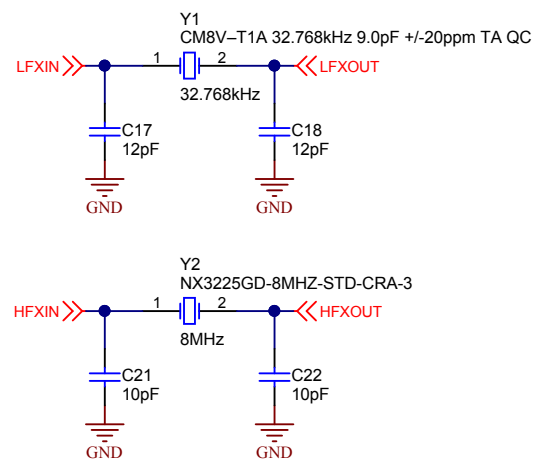 Y1
CM8V–T1A 32.768kHz 9.0pF +/-20ppm TA QC
LFXIN 1 2 LFXOUT
32.768kHz
C17 C18
12pF 12pF
GND GND
Y2
NX3225GD-8MHZ-STD-CRA-3
HFXIN 1 2 HFXOUT
8MHz
C21 C22
10pF 10pF
GND GND